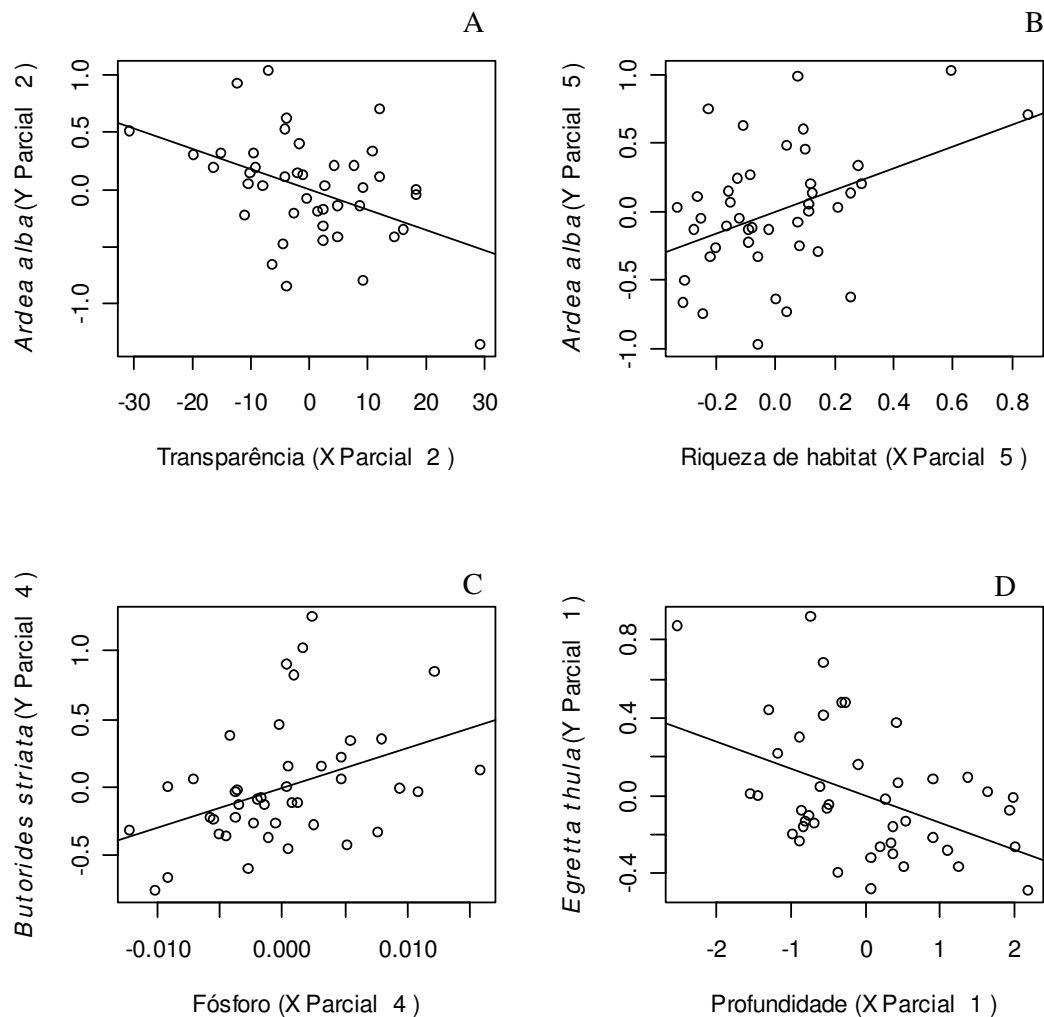 A
Ardea alba (Y Parcial 2)
1.0
0.5
0.0
-1.0
-30 -20 -10 0 10 20 30
Transparência (X Parcial 2)
B
Ardea alba (Y Parcial 5)
1.0
0.5
0.0
-1.0
-0.2 0.0 0.2 0.4 0.6 0.8
Riqueza de habitat (X Parcial 5)
C
Butorides striata (Y Parcial 4)
1.0
0.5
0.0
-0.5
-0.010 0.000 0.010
Fósforo (X Parcial 4)
D
Egretta thula (Y Parcial 1)
0.8
0.4
0.0
-0.4
-2 -1 0 1 2
Profundidade (X Parcial 1)